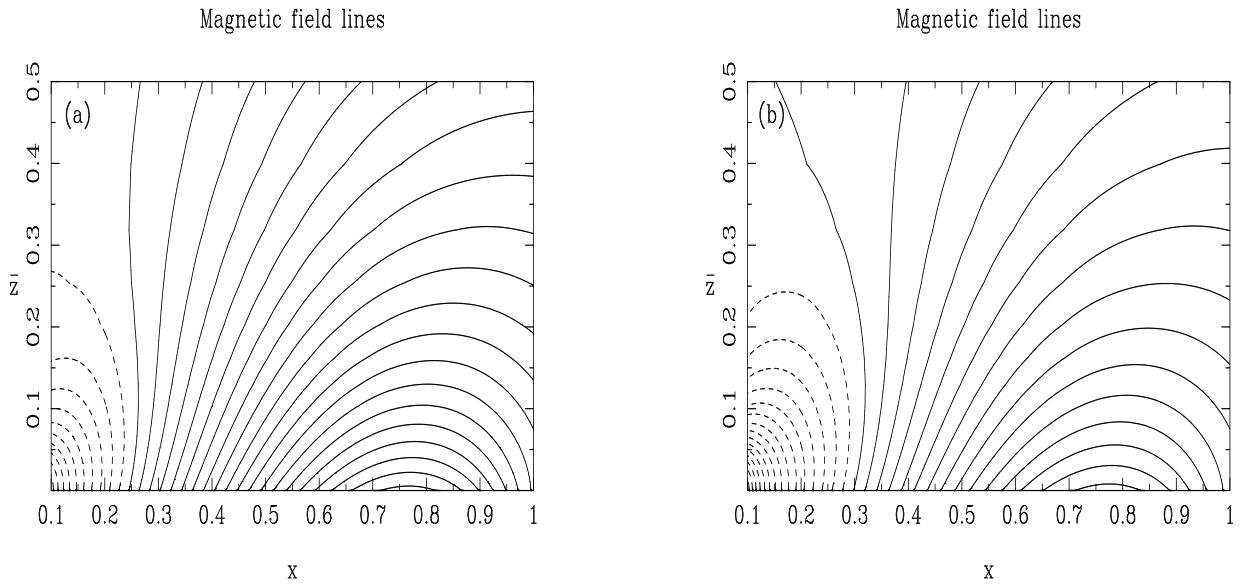 Magnetic field lines Magnetic field lines
(a) (b)
0.5 0.5
0.4 0.4
0.3 0.3
z̄ z̄
0.2 0.2
0.1 0.1
0.1 0.2 0.3 0.4 0.5 0.6 0.7 0.8 0.9 1 0.1 0.2 0.3 0.4 0.5 0.6 0.7 0.8 0.9 1
x x